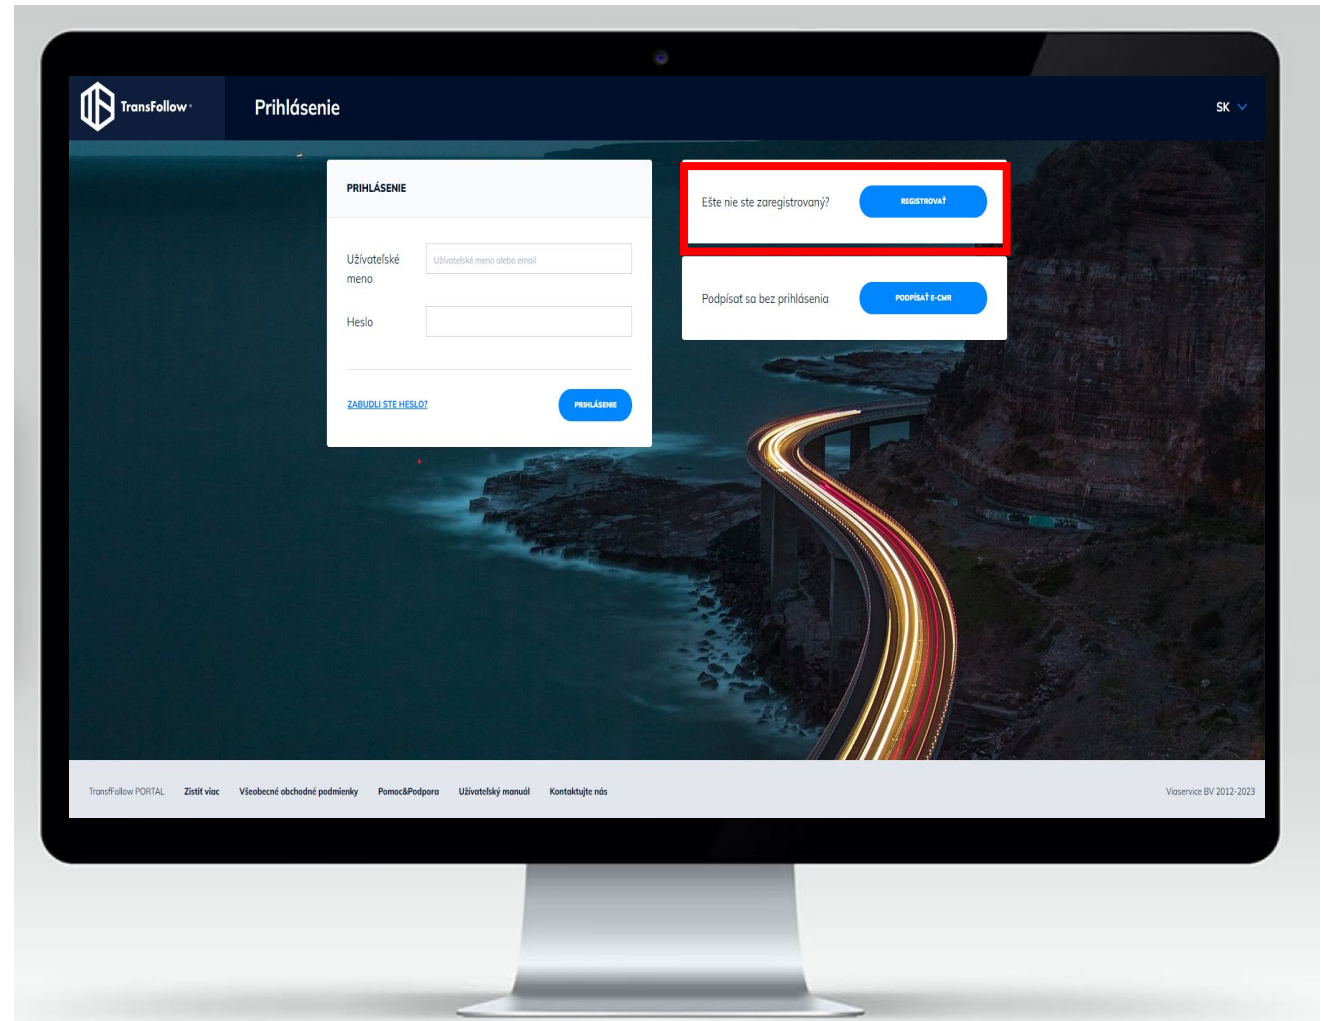 TransFollow
Prihlásenie
SK
PRIHLÁSENIE
Užívateľské
meno
Užívateľské meno alebo email
Heslo
ZABUDLI STE HESLO?
PRIHLÁSENIE
Ešte nie ste zaregistrovaný?
REGISTROVAŤ
Podpísať sa bez prihlásenia
PODPÍSAŤ E-CMR
TransfFollow PORTAL Zistiť viac Všeobecné obchodné podmienky Pomoc&Podpora Užívateľský manuál Kontaktujte nás
Viaservice BV 2012-2023